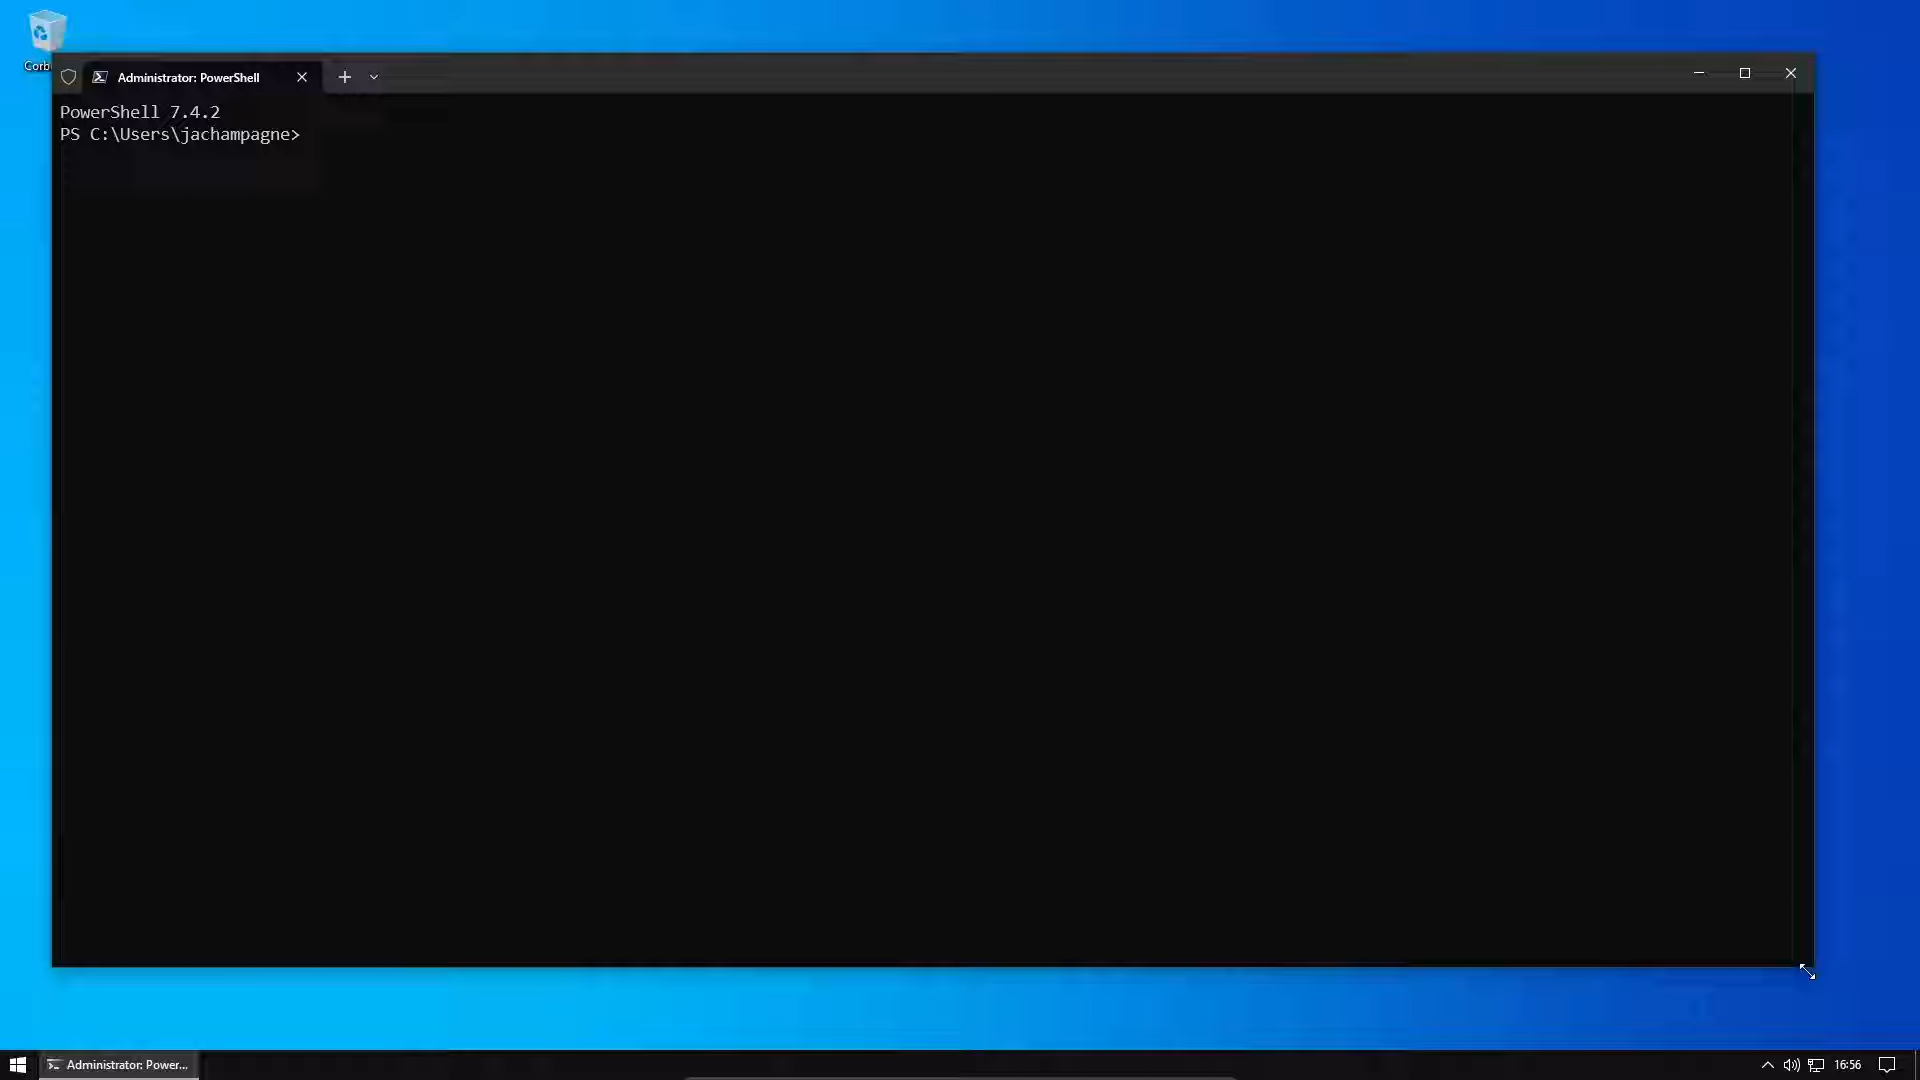 Administrator: PowerShell
PowerShell 7.4.2
PS C:\Users\jachampagne>
Administrator: Power...
16:56